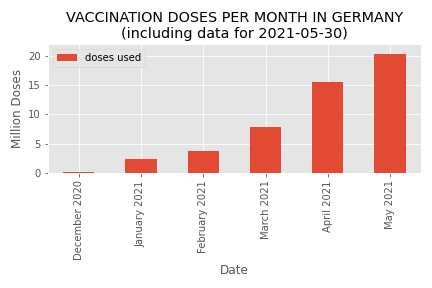 VACCINATION DOSES PER MONTH IN GERMANY
(including data for 2021-05-30)
doses used
Million Doses
20
15
10
5
0
December 2020
January 2021
February 2021
March 2021
April 2021
May 2021
Date